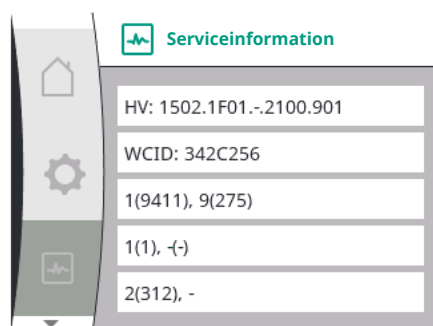 Serviceinformation
HV: 1502.1F01.-.2100.901
WCID: 342C256
1(9411), 9(275)
1(1), -(-)
2(312), -